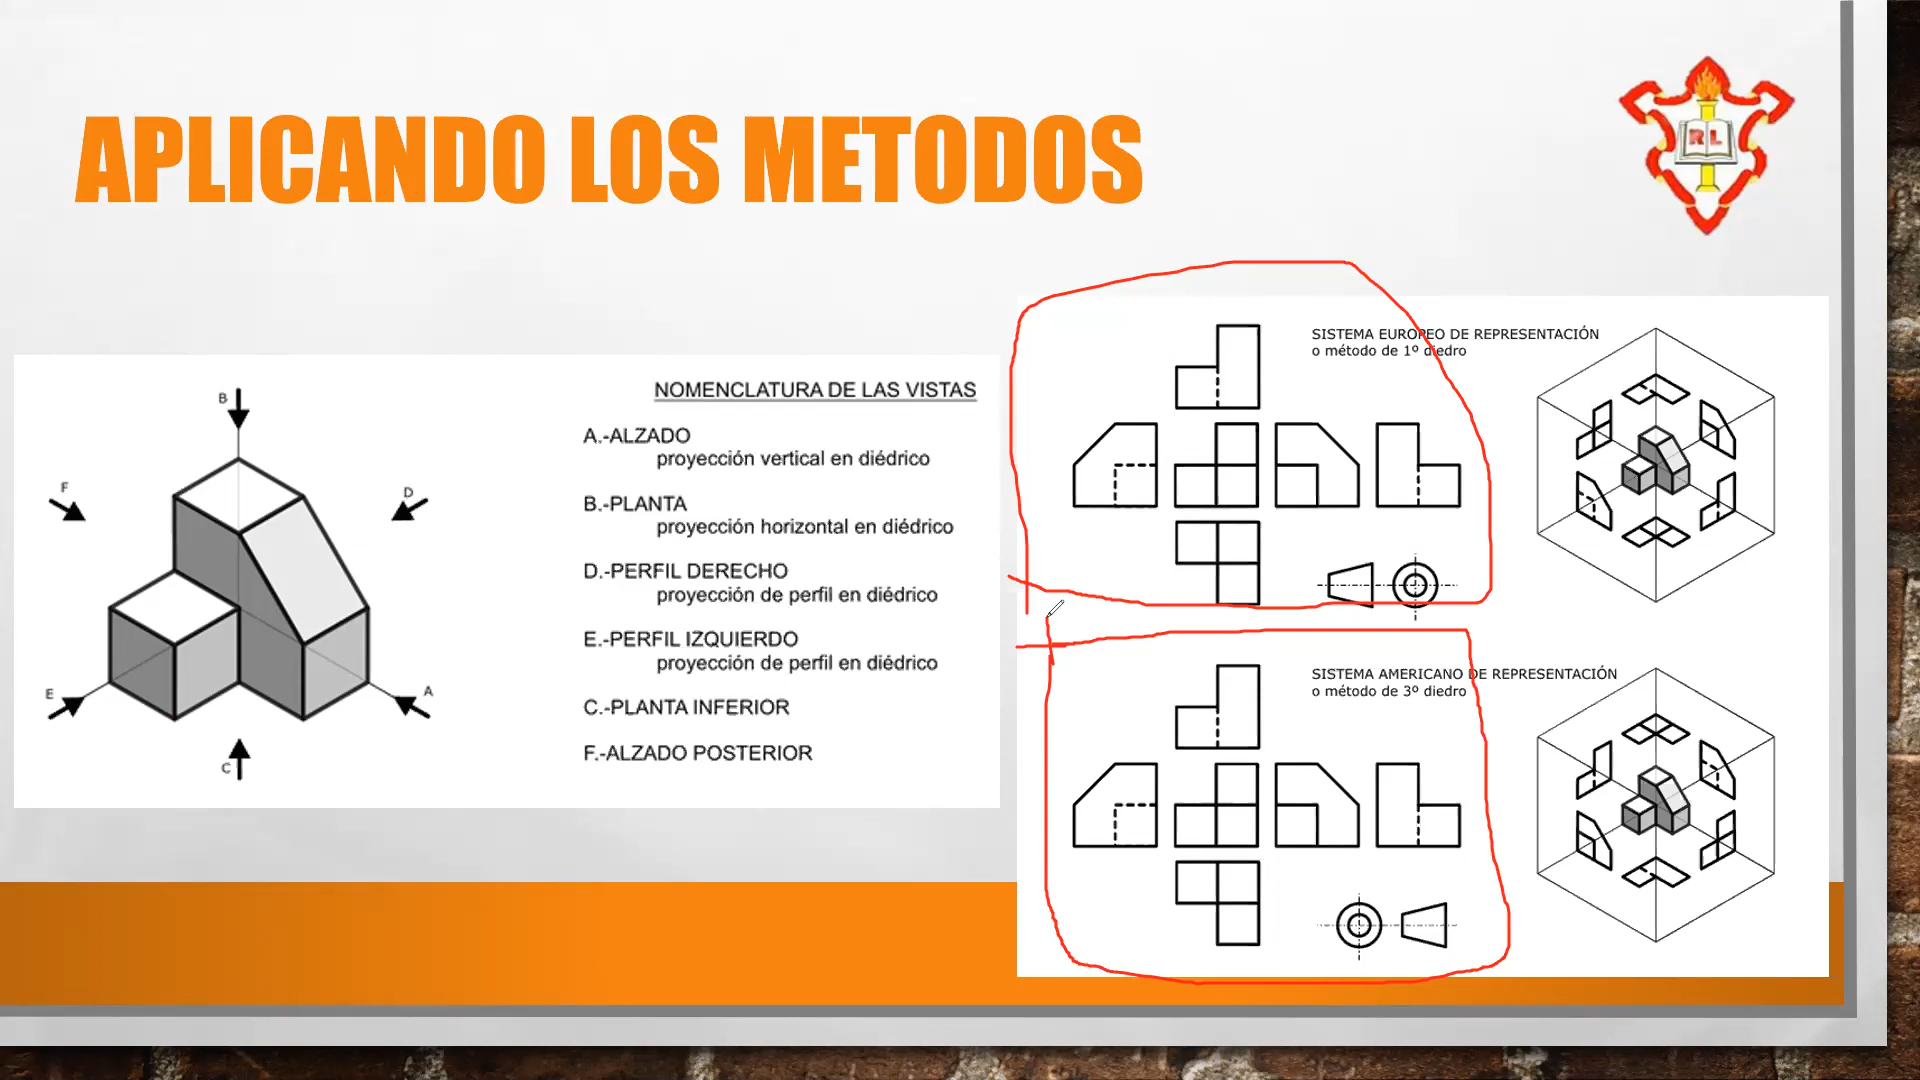 APLICANDO LOS METODOS
RL
NOMENCLATURA DE LAS VISTAS
A.-ALZADO
proyección vertical en diédrico
B.-PLANTA
proyección horizontal en diédrico
D.-PERFIL DERECHO
proyección de perfil en diédrico
E.-PERFIL IZQUIERDO
proyección de perfil en diédrico
C.-PLANTA INFERIOR
F.-ALZADO POSTERIOR
B
F
D
E
A
C
SISTEMA EUROPEO DE REPRESENTACIÓN
o método de 1º diedro
SISTEMA AMERICANO DE REPRESENTACIÓN
o método de 3º diedro